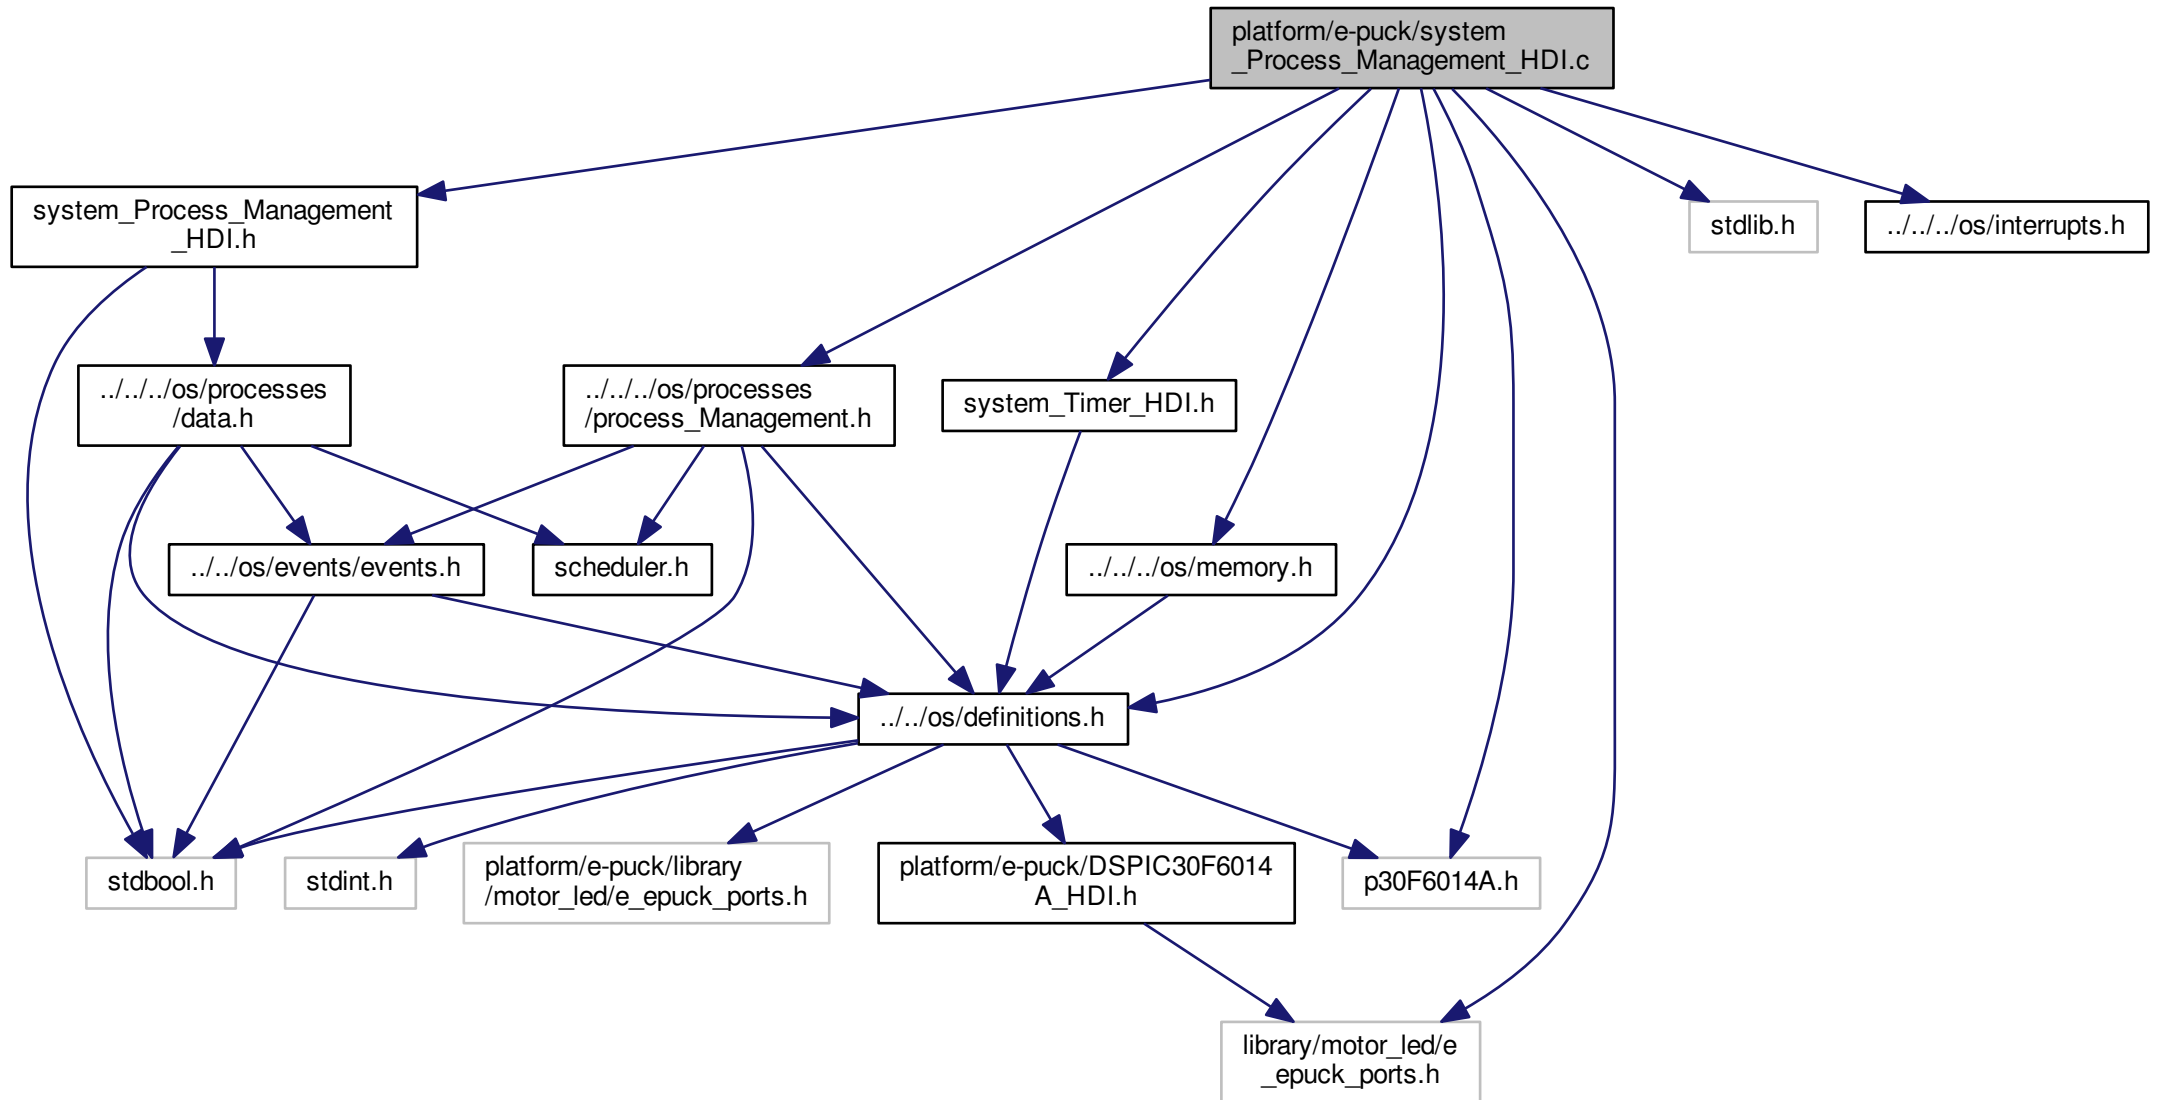 platform/e-puck/system
_Process_Management_HDI.c
system_Process_Management
_HDI.h
stdlib.h
../../../os/interrupts.h
../../../os/processes
/data.h
../../../os/processes
/process_Management.h
system_Timer_HDI.h
../../os/events/events.h
scheduler.h
../../../os/memory.h
../../os/definitions.h
stdbool.h
stdint.h
platform/e-puck/library
/motor_led/e_epuck_ports.h
platform/e-puck/DSPIC30F6014
A_HDI.h
p30F6014A.h
library/motor_led/e
_epuck_ports.h